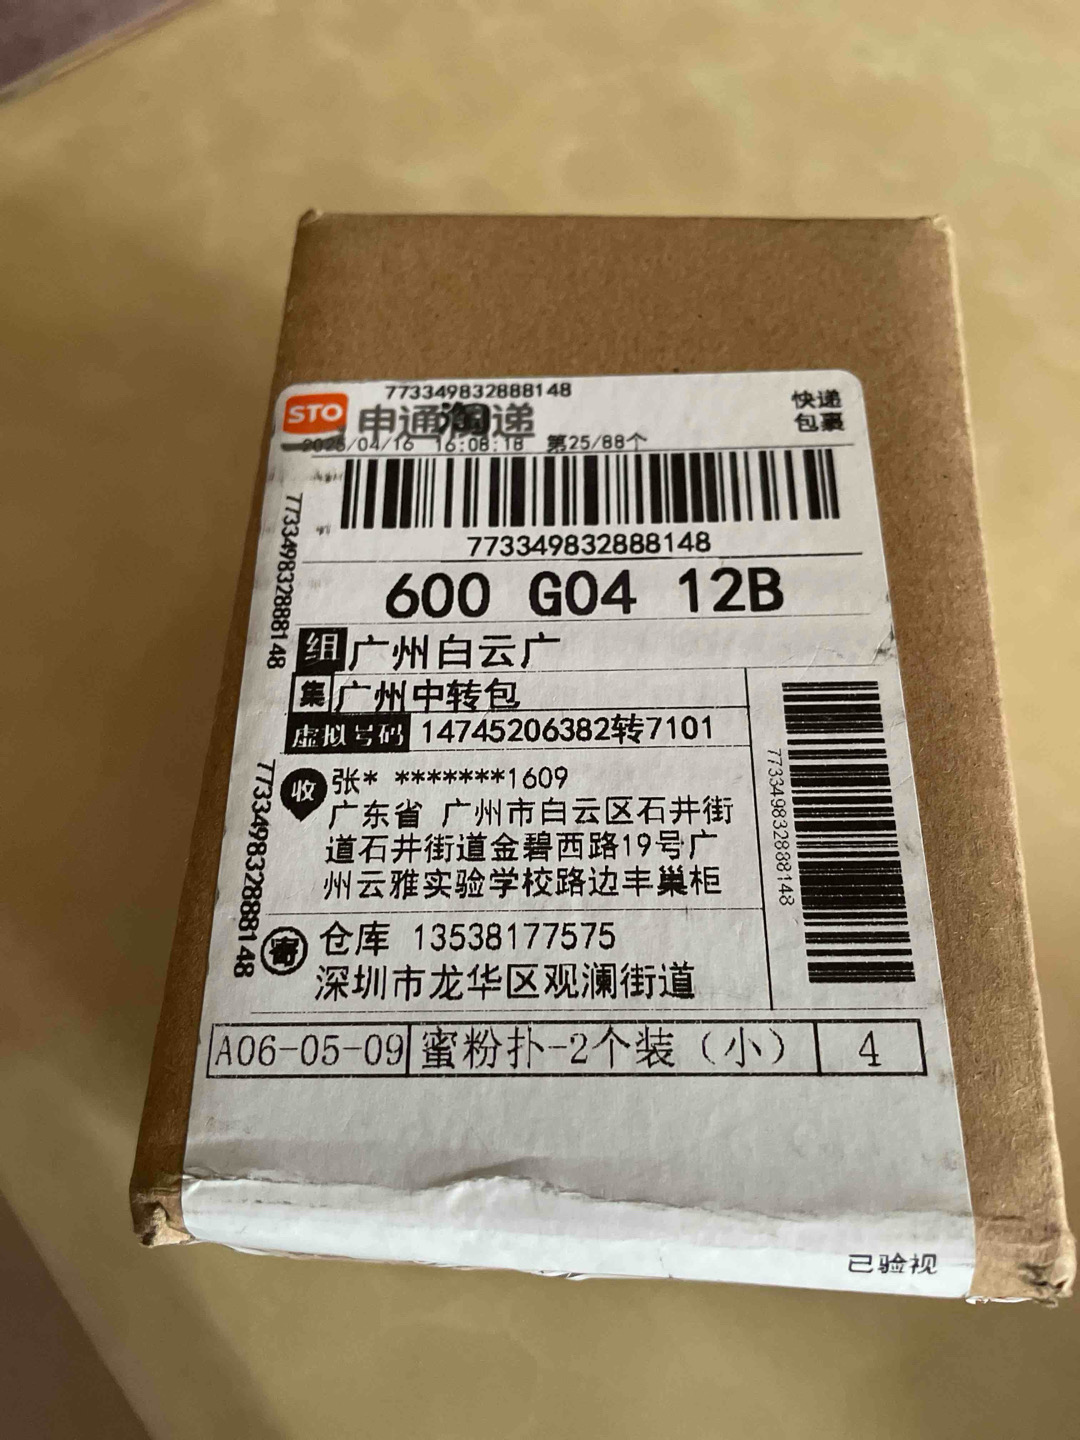 773349832888148
STO
申通快递
快递
包裹
2025/04/16 16:08:18 第25/88个
773349832888148
773349832888148
600 G04 12B
组 广州白云广
集 广州中转包
虚拟号码 14745206382转7101
773349832888148
收 张* *******1609
广东省 广州市白云区石井街
道石井街道金碧西路19号广
州云雅实验学校路边丰巢柜
773349832888148
寄 仓库 13538177575
深圳市龙华区观澜街道
773349832888148
A06-05-09 蜜粉扑-2个装（小） 4
已验视